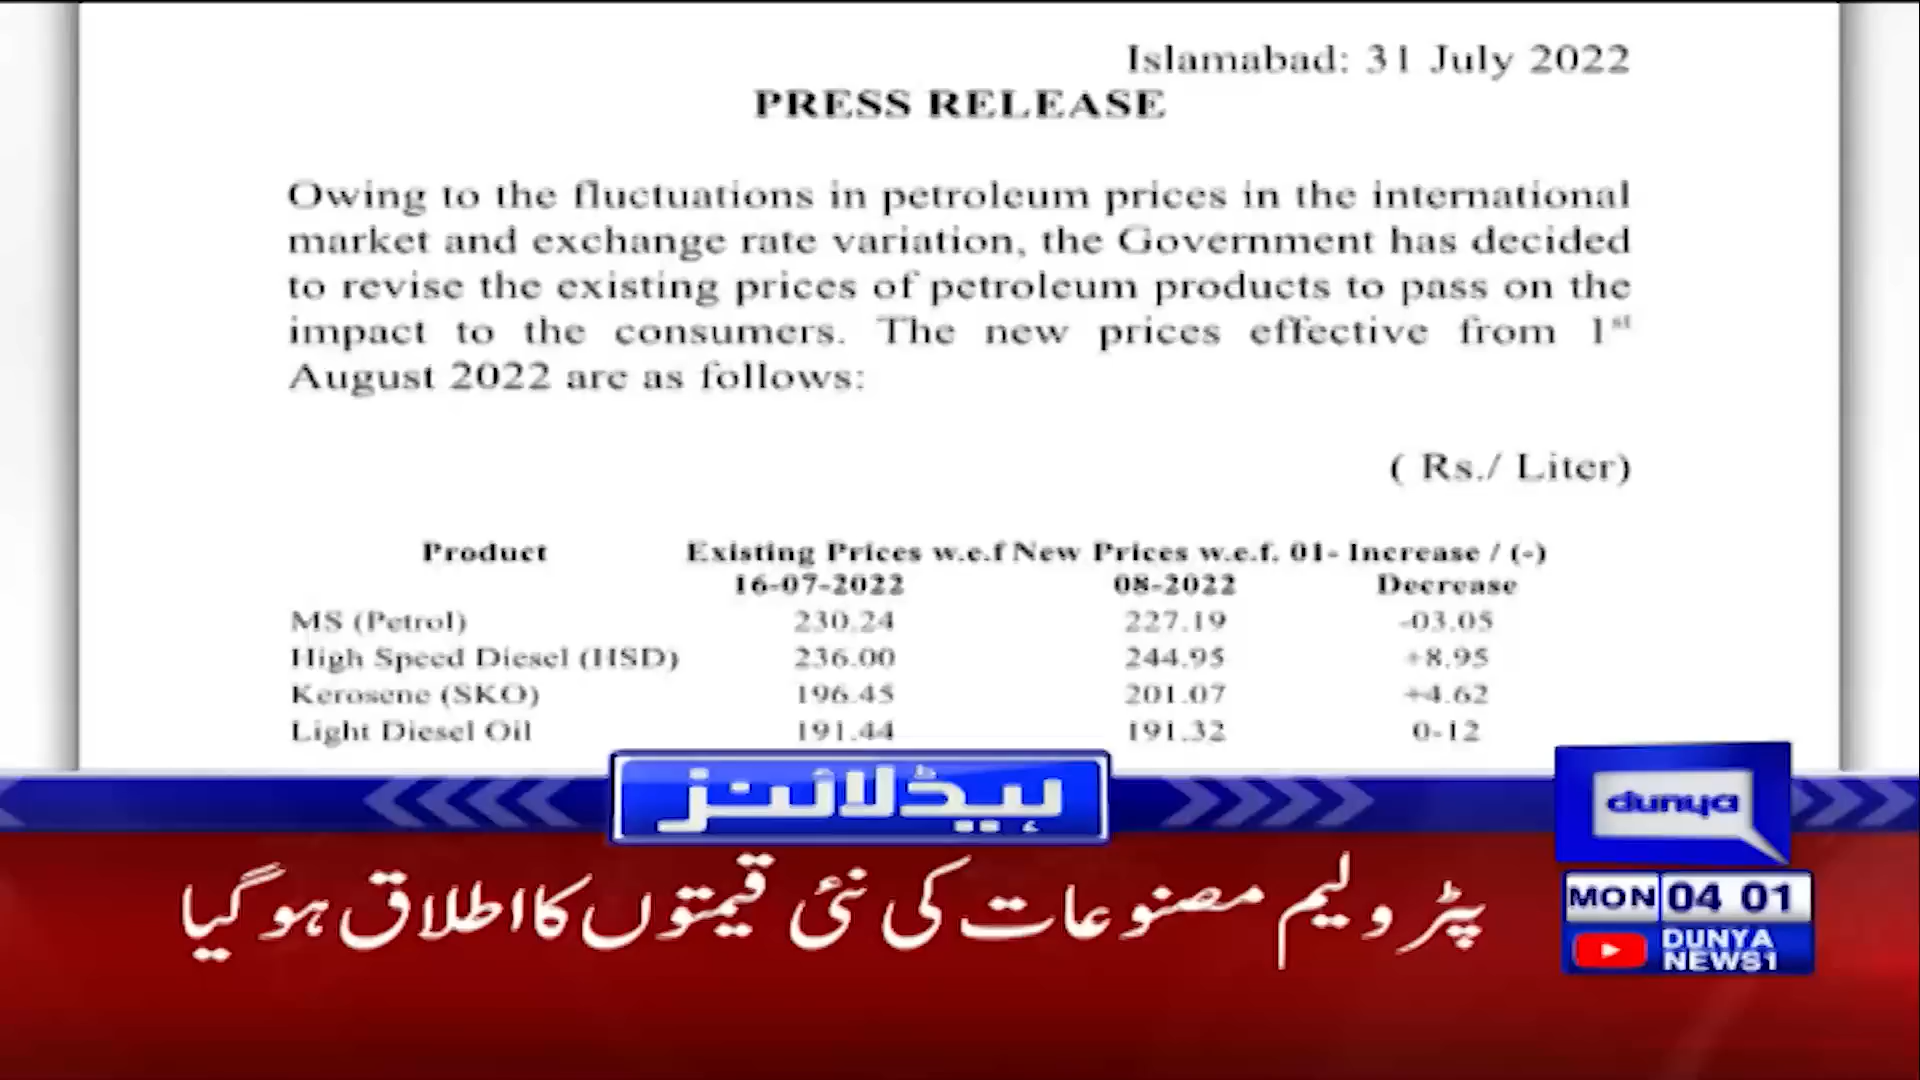 Islamabad: 31 July 2022
PRESS RELEASE
Owing to the fluctuations in petroleum prices in the international
market and exchange rate variation, the Government has decided
to revise the existing prices of petroleum products to pass on the
impact to the consumers. The new prices effective from 1st
August 2022 are as follows:
( Rs./ Liter)
Product Existing Prices w.e.f New Prices w.e.f. 01- Increase / (-)
16-07-2022 08-2022 Decrease
MS (Petrol) 230.24 227.19 -03.05
High Speed Diesel (HSD) 236.00 244.95 +8.95
Kerosene (SKO) 196.45 201.07 +4.62
Light Diesel Oil 191.44 191.32 0-12
ہیڈلائنز
dunya
پٹرولیم مصنوعات کی نئی قیمتوں کا اطلاق ہوگیا
MON 04 01
DUNYA
NEWS1